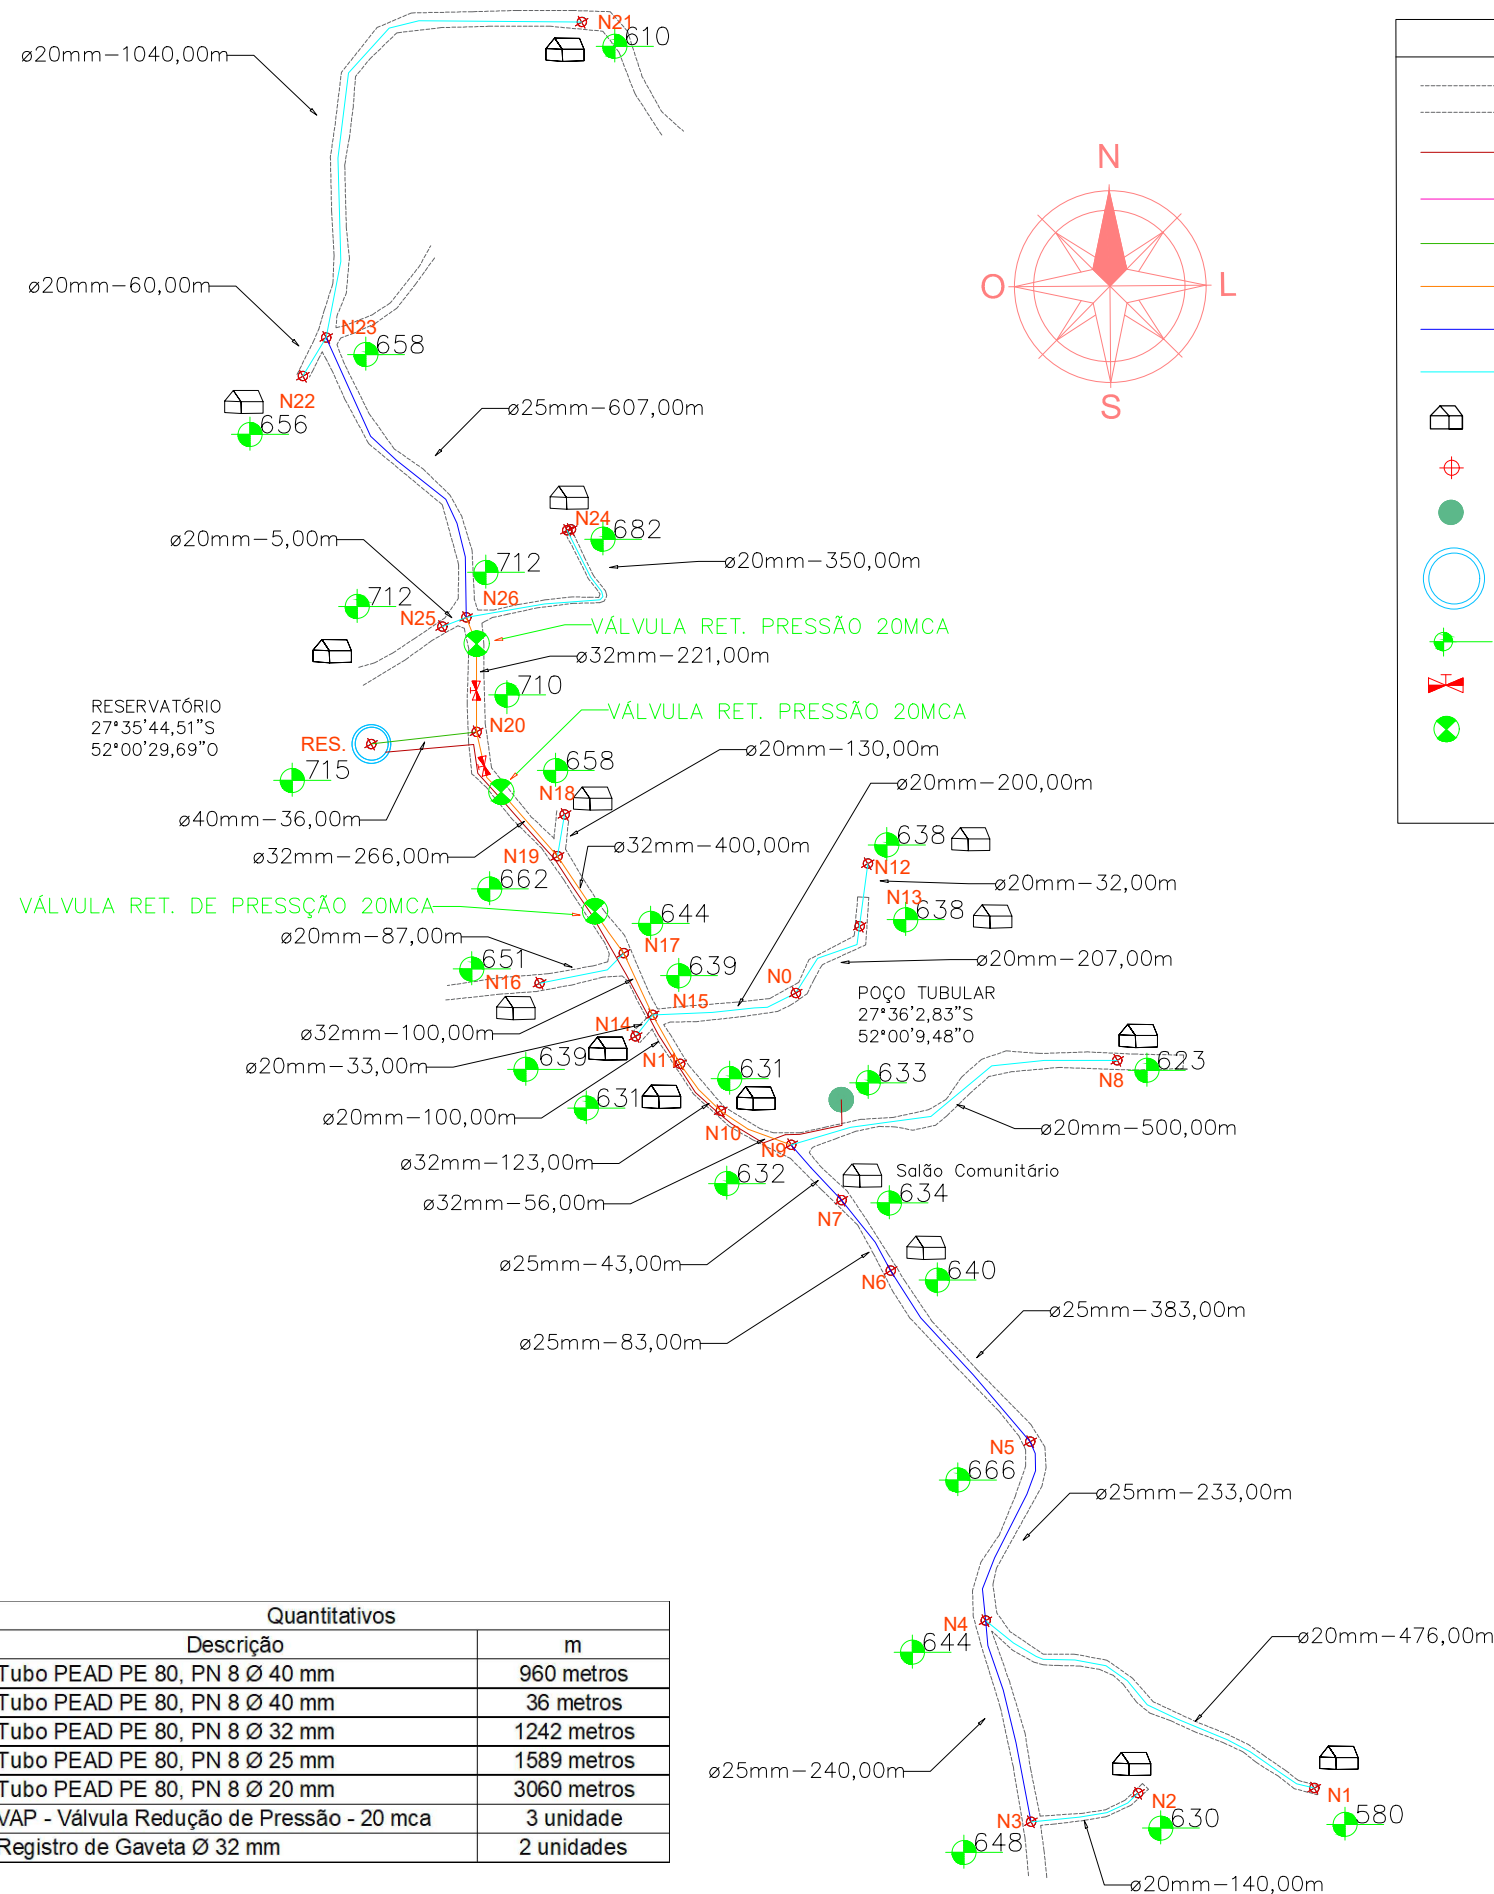 N21
610
ø20mm-1040,00m
N
O
L
S
ø20mm-60,00m
N23
658
N22
656
ø25mm-607,00m
N24
682
ø20mm-5,00m
712
ø20mm-350,00m
712
N25
N26
VÁLVULA RET. PRESSÃO 20MCA
ø32mm-221,00m
710
RESERVATÓRIO
27°35'44,51"S
52°00'29,69"O
VÁLVULA RET. PRESSÃO 20MCA
N20
RES.
715
ø20mm-130,00m
658
ø20mm-200,00m
N18
ø40mm-36,00m
ø32mm-266,00m
N19
ø32mm-400,00m
638
N12
662
ø20mm-32,00m
VÁLVULA RET. DE PRESSÇÃO 20MCA
644
N13
638
ø20mm-87,00m
N17
651
N16
639
N0
ø20mm-207,00m
POÇO TUBULAR
27°36'2,83"S
52°00'9,48"O
N15
ø32mm-100,00m
N14
ø20mm-33,00m
639
N11
631
633
623
N8
631
ø20mm-100,00m
N10
ø20mm-500,00m
ø32mm-123,00m
N9
632
Salão Comunitário
634
ø32mm-56,00m
N7
ø25mm-43,00m
N6
640
ø25mm-83,00m
ø25mm-383,00m
N5
666
ø25mm-233,00m
N4
644
ø20mm-476,00m
ø25mm-240,00m
N2
630
N1
580
N3
648
ø20mm-140,00m
Quantitativos
Descrição m
Tubo PEAD PE 80, PN 8 Ø 40 mm 960 metros
Tubo PEAD PE 80, PN 8 Ø 40 mm 36 metros
Tubo PEAD PE 80, PN 8 Ø 32 mm 1242 metros
Tubo PEAD PE 80, PN 8 Ø 25 mm 1589 metros
Tubo PEAD PE 80, PN 8 Ø 20 mm 3060 metros
VAP - Válvula Redução de Pressão - 20 mca 3 unidade
Registro de Gaveta Ø 32 mm 2 unidades